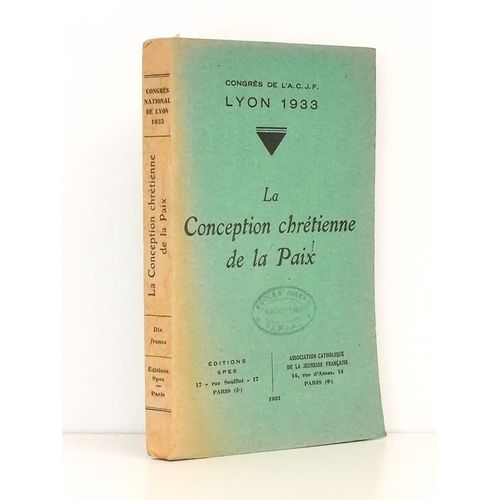 CONGRÈS
NATIONAL
DE LYON
1933
La Conception chrétienne
de la Paix
Dix
francs
Éditions
Spes
Paris
CONGRÈS DE L'A.C.J.F.
LYON 1933
La
Conception chrétienne
de la Paix
ÉDITIONS
SPES
17 - rue Soufflot - 17
PARIS (5ᵉ)
ASSOCIATION CATHOLIQUE
DE LA JEUNESSE FRANÇAISE
14, rue d'Assas, 14
PARIS (6ᵉ)
1933